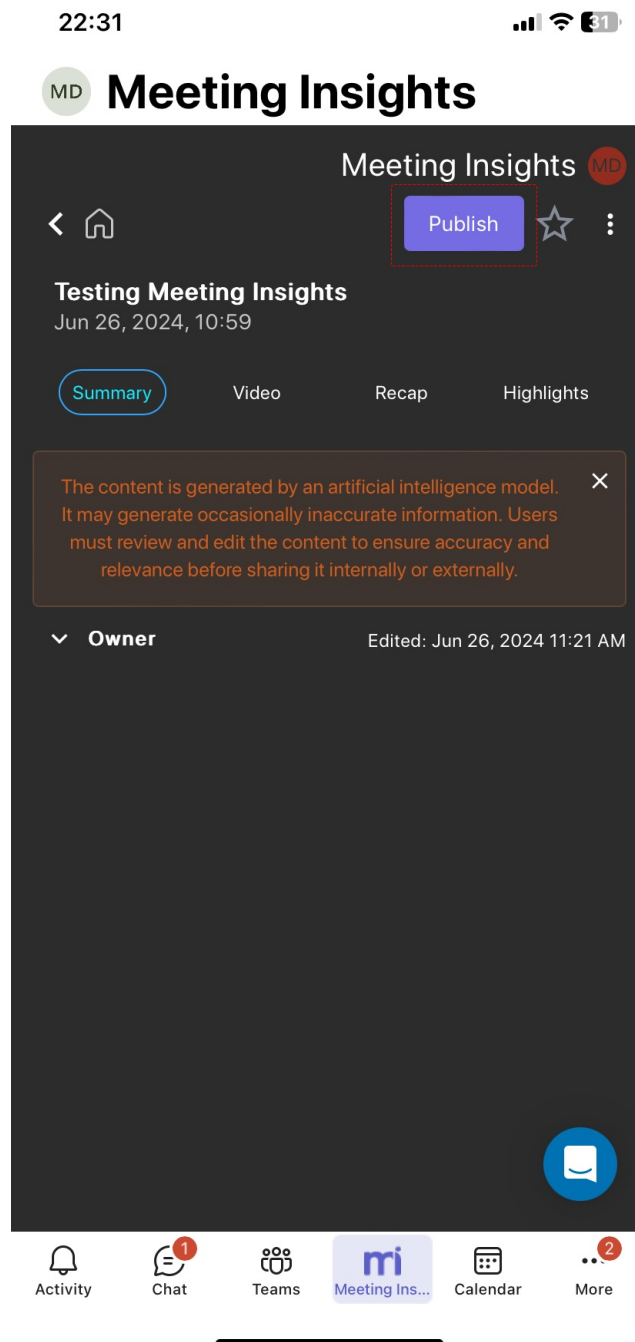 22:31
31
MD Meeting Insights
Meeting Insights MD
Publish
Testing Meeting Insights
Jun 26, 2024, 10:59
Summary Video Recap Highlights
The content is generated by an artificial intelligence model.
It may generate occasionally inaccurate information. Users
must review and edit the content to ensure accuracy and
relevance before sharing it internally or externally.
Owner Edited: Jun 26, 2024 11:21 AM
1 mi 2
Activity Chat Teams Meeting Ins... Calendar More